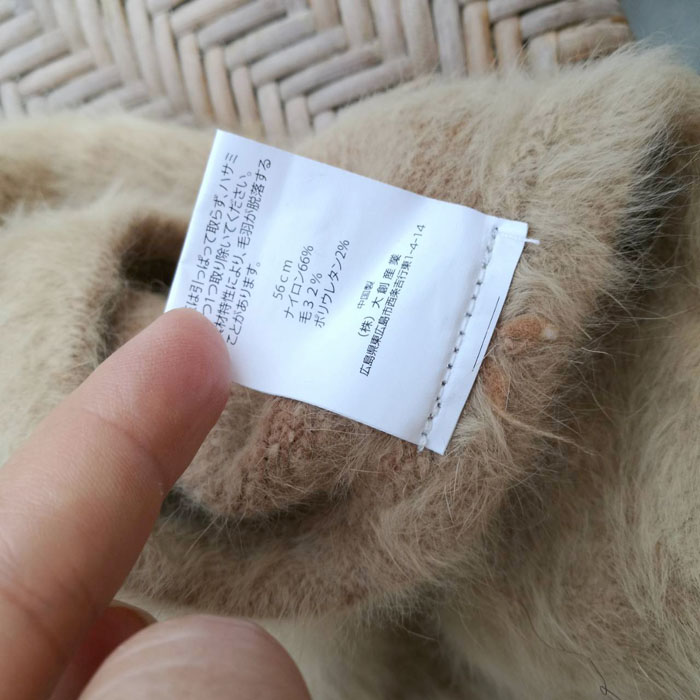 は引っぱって取らず、ハサミ
つ1つ取り除いてください。
材特性により、毛羽が脱落する
ことがあります。
56cm
ナイロン66%
毛32%
ポリウレタン2%
中国製
(株)大創産業
広島県東広島市西条吉行東1-4-14